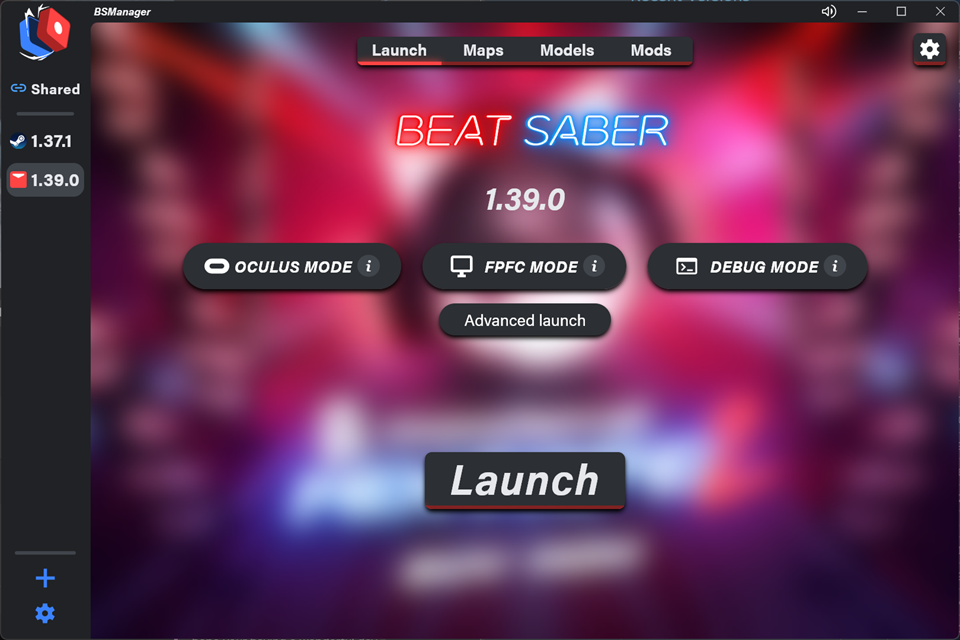 BSManager
Launch Maps Models Mods
Shared
1.37.1
1.39.0
BEAT SABER
1.39.0
OCULUS MODE i
FPFC MODE i
DEBUG MODE i
Advanced launch
Launch